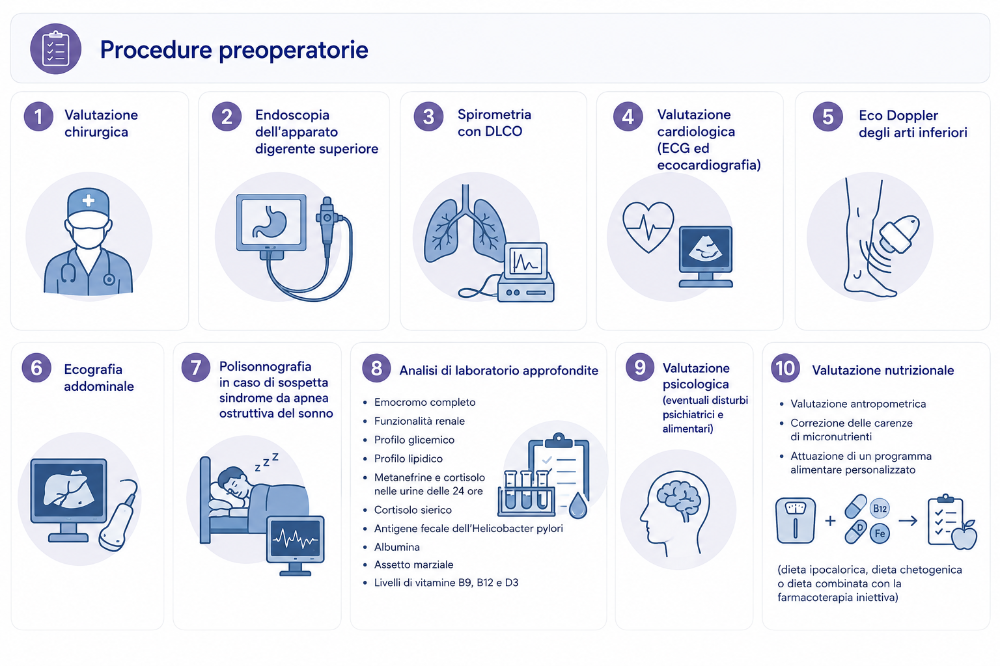 Procedure preoperatorie
1
Valutazione
chirurgica
2
Endoscopia
dell'apparato
digerente superiore
3
Spirometria
con DLCO
4
Valutazione
cardiologica
(ECG ed
ecocardiografia)
5
Eco Doppler
degli arti inferiori
6
Ecografia
addominale
7
Polisonnografia
in caso di sospetta
sindrome da apnea
ostruttiva del sonno
z z z
8
Analisi di laboratorio approfondite
• Emocromo completo
• Funzionalità renale
• Profilo glicemico
• Profilo lipidico
• Metanefrine e cortisolo
nelle urine delle 24 ore
• Cortisolo sierico
• Antigene fecale dell'Helicobacter pylori
• Albumina
• Assetto marziale
• Livelli di vitamine B9, B12 e D3
9
Valutazione
psicologica
(eventuali disturbi
psichiatrici e
alimentari)
10
Valutazione nutrizionale
• Valutazione antropometrica
• Correzione delle carenze
di micronutrienti
• Attuazione di un programma
alimentare personalizzato
B12
+
D
Fe
(dieta ipocalorica, dieta chetogenica
o dieta combinata con la
farmacoterapia iniettiva)